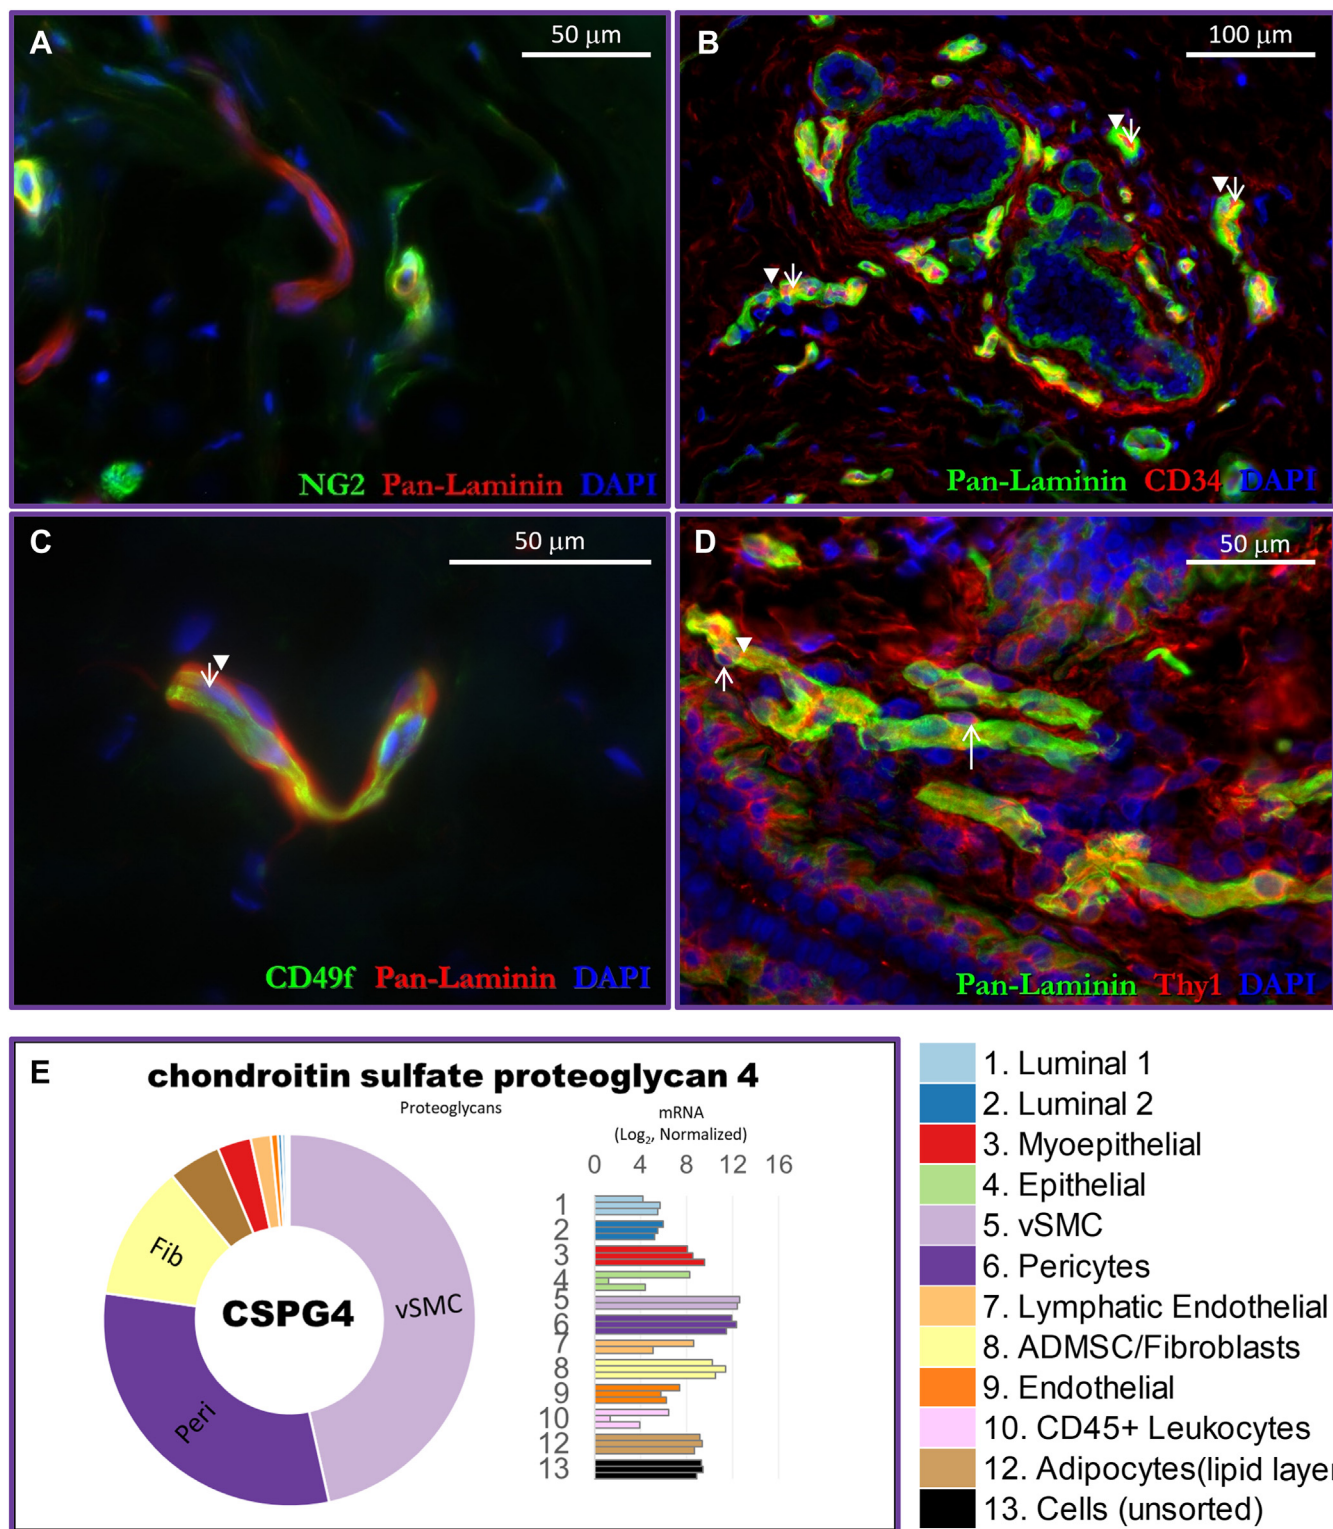 A
50 μm
NG2 Pan-Laminin DAPI
B
100 μm
Pan-Laminin CD34 DAPI
C
50 μm
CD49f Pan-Laminin DAPI
D
50 μm
Pan-Laminin Thy1 DAPI
E
chondroitin sulfate proteoglycan 4
Proteoglycans
mRNA
(Log₂, Normalized)
0 4 8 12 16
Fib
Peri
vSMC
CSPG4
1
2
3
4
5
6
7
8
9
10
12
13
1. Luminal 1
2. Luminal 2
3. Myoepithelial
4. Epithelial
5. vSMC
6. Pericytes
7. Lymphatic Endothelial
8. ADMSC/Fibroblasts
9. Endothelial
10. CD45+ Leukocytes
12. Adipocytes(lipid layer
13. Cells (unsorted)